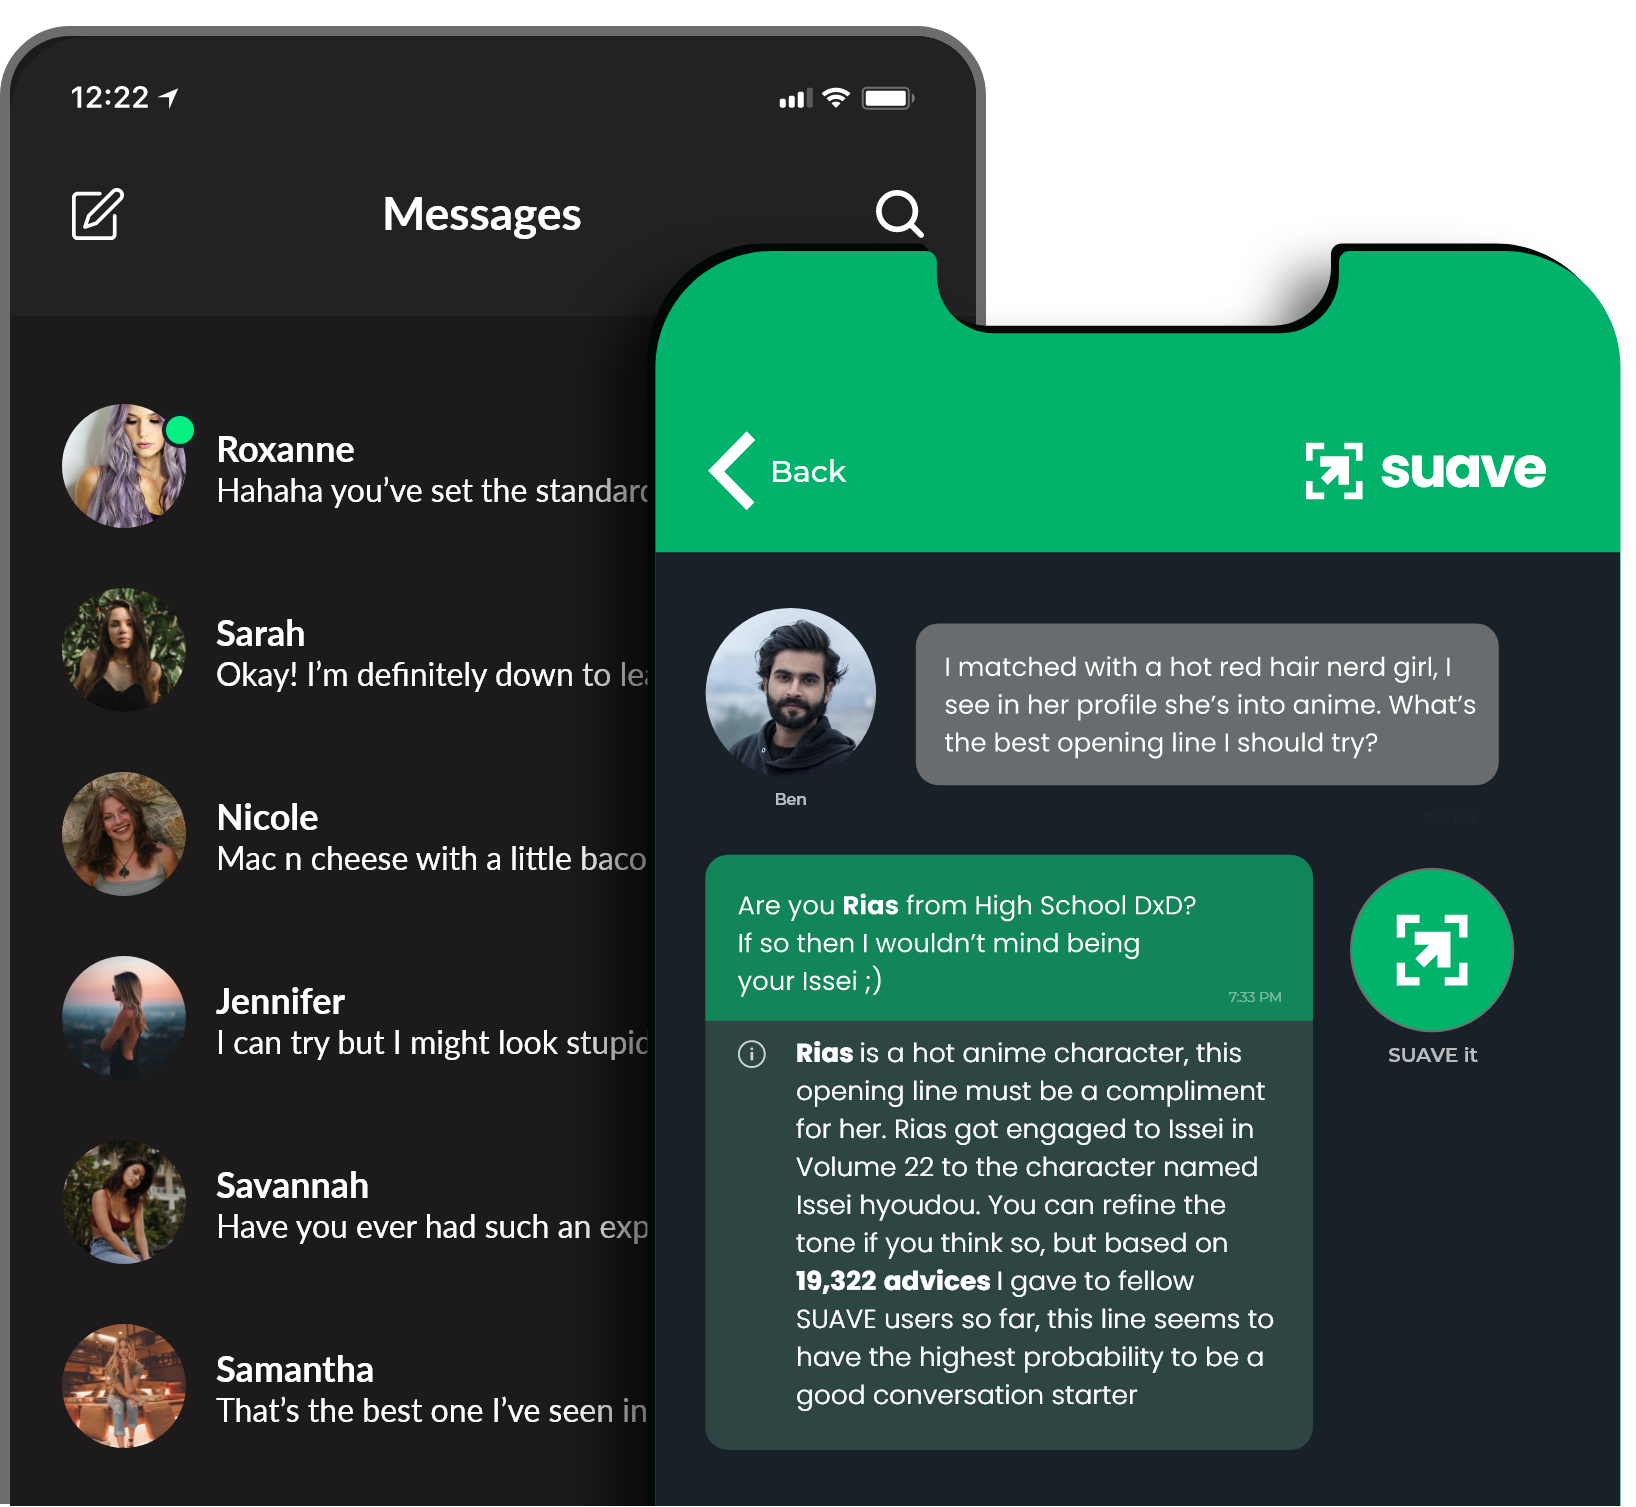 12:22
Messages
Roxanne
Hahaha you’ve set the standard
Sarah
Okay! I’m definitely down to lea
Nicole
Mac n cheese with a little baco
Jennifer
I can try but I might look stupid
Savannah
Have you ever had such an exp
Samantha
That’s the best one I’ve seen in
Back
suave
I matched with a hot red hair nerd girl, I
see in her profile she’s into anime. What’s
the best opening line I should try?
Ben
Are you Rias from High School DxD?
If so then I wouldn’t mind being
your Issei ;)
7:33 PM
SUAVE it
Rias is a hot anime character, this
opening line must be a compliment
for her. Rias got engaged to Issei in
Volume 22 to the character named
Issei hyoudou. You can refine the
tone if you think so, but based on
19,322 advices I gave to fellow
SUAVE users so far, this line seems to
have the highest probability to be a
good conversation starter